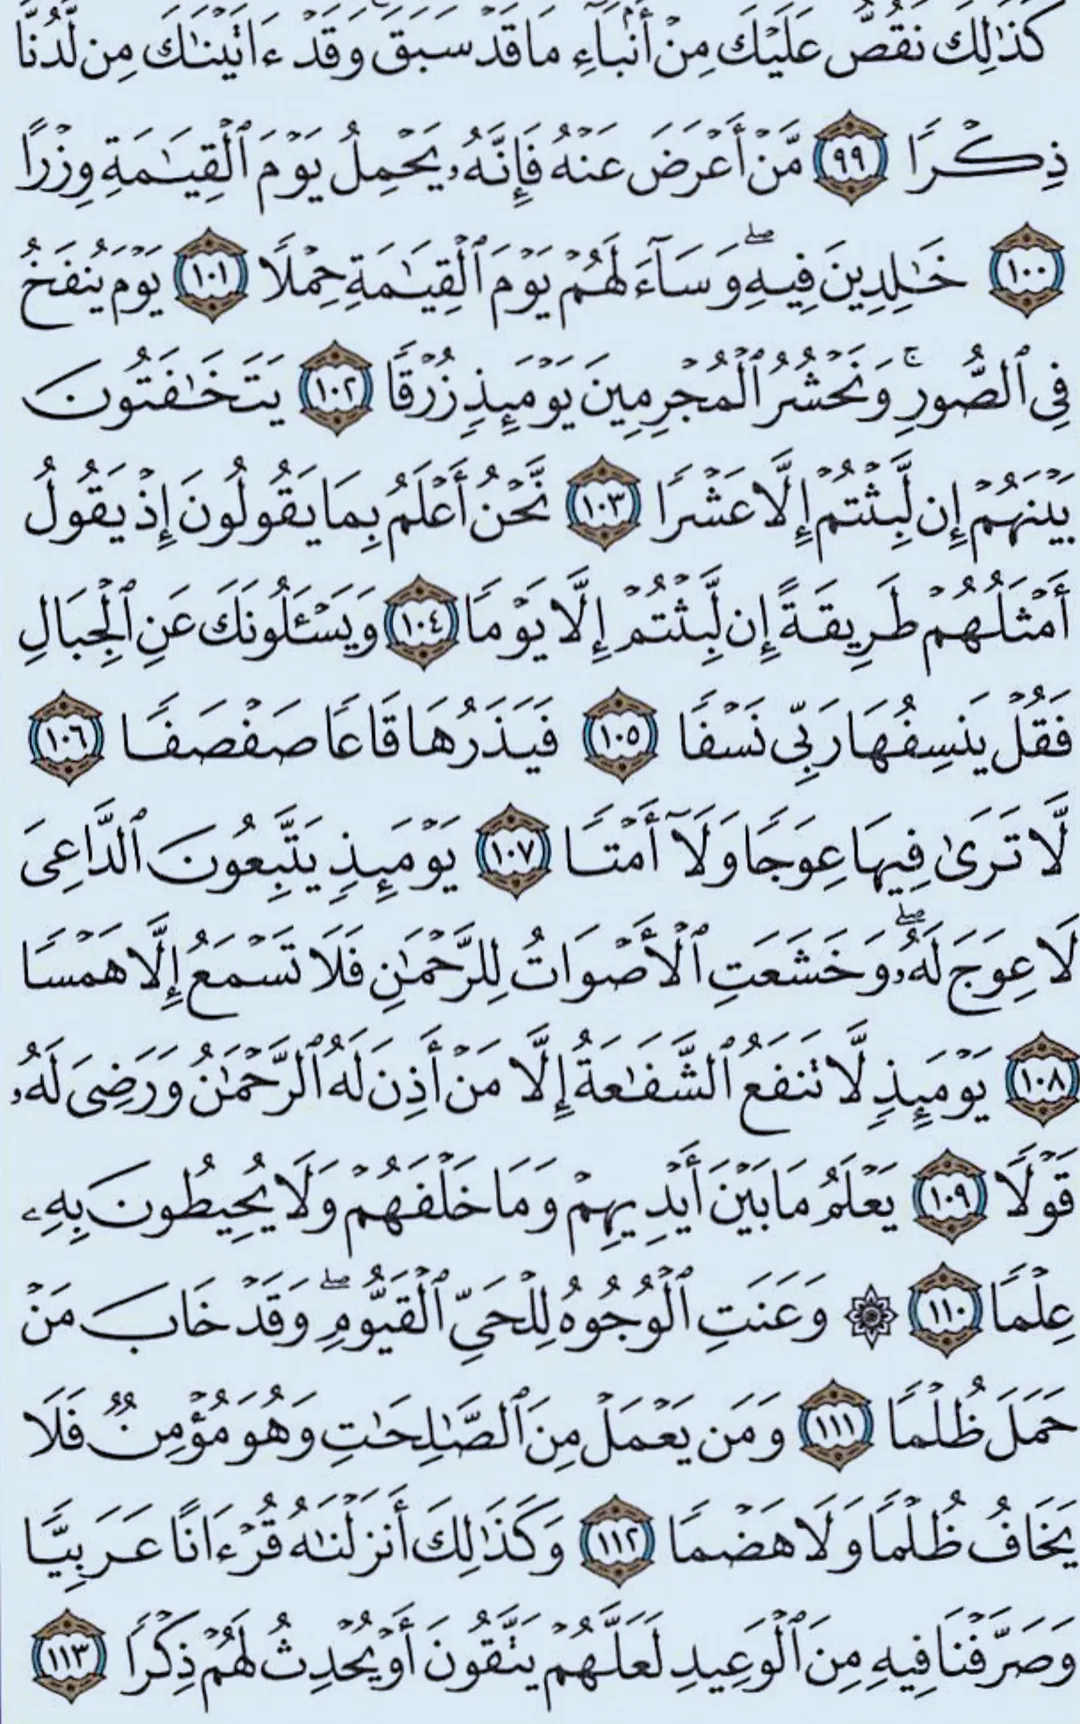 كَذَٰلِكَ نَقُصُّ عَلَيْكَ مِنْ أَنۢبَآءِ مَا قَدْ سَبَقَ وَقَدْ ءَاتَيْنَٰكَ مِن لَّدُنَّا
ذِكْرًا ٩٩ مَّنْ أَعْرَضَ عَنْهُ فَإِنَّهُۥ يَحْمِلُ يَوْمَ ٱلْقِيَٰمَةِ وِزْرًا
١٠٠ خَٰلِدِينَ فِيهِ ۖ وَسَآءَ لَهُمْ يَوْمَ ٱلْقِيَٰمَةِ حِمْلًا ١٠١ يَوْمَ يُنفَخُ
فِى ٱلصُّورِ ۚ وَنَحْشُرُ ٱلْمُجْرِمِينَ يَوْمَئِذٍ زُرْقًا ١٠٢ يَتَخَٰفَتُونَ
بَيْنَهُمْ إِن لَّبِثْتُمْ إِلَّا عَشْرًا ١٠٣ نَّحْنُ أَعْلَمُ بِمَا يَقُولُونَ إِذْ يَقُولُ
أَمْثَلُهُمْ طَرِيقَةً إِن لَّبِثْتُمْ إِلَّا يَوْمًا ١٠٤ وَيَسْـَٔلُونَكَ عَنِ ٱلْجِبَالِ
فَقُلْ يَنسِفُهَا رَبِّى نَسْفًا ١٠٥ فَيَذَرُهَا قَاعًا صَفْصَفًا ١٠٦
لَّا تَرَىٰ فِيهَا عِوَجًا وَلَآ أَمْتًا ١٠٧ يَوْمَئِذٍ يَتَّبِعُونَ ٱلدَّاعِىَ
لَا عِوَجَ لَهُۥ ۖ وَخَشَعَتِ ٱلْأَصْوَاتُ لِلرَّحْمَٰنِ فَلَا تَسْمَعُ إِلَّا هَمْسًا
١٠٨ يَوْمَئِذٍ لَّا تَنفَعُ ٱلشَّفَٰعَةُ إِلَّا مَنْ أَذِنَ لَهُ ٱلرَّحْمَٰنُ وَرَضِىَ لَهُۥ
قَوْلًا ١٠٩ يَعْلَمُ مَا بَيْنَ أَيْدِيهِمْ وَمَا خَلْفَهُمْ وَلَا يُحِيطُونَ بِهِۦ
عِلْمًا ١١٠ ۞ وَعَنَتِ ٱلْوُجُوهُ لِلْحَىِّ ٱلْقَيُّومِ ۖ وَقَدْ خَابَ مَنْ
حَمَلَ ظُلْمًا ١١١ وَمَن يَعْمَلْ مِنَ ٱلصَّٰلِحَٰتِ وَهُوَ مُؤْمِنٌ فَلَا
يَخَافُ ظُلْمًا وَلَا هَضْمًا ١١٢ وَكَذَٰلِكَ أَنزَلْنَٰهُ قُرْءَانًا عَرَبِيًّا
وَصَرَّفْنَا فِيهِ مِنَ ٱلْوَعِيدِ لَعَلَّهُمْ يَتَّقُونَ أَوْ يُحْدِثُ لَهُمْ ذِكْرًا ١١٣